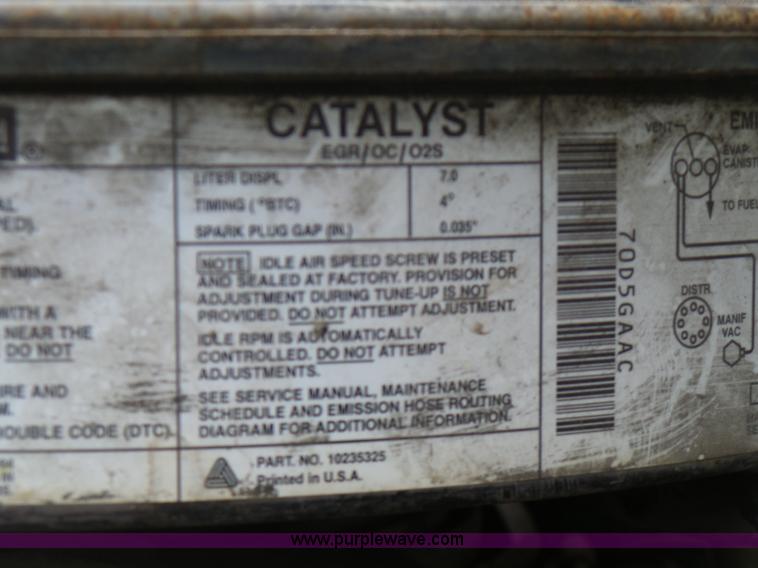 CATALYST
EGR/OC/O2S
LITER DISPL 7.0
TIMING (°BTC) 4°
SPARK PLUG GAP (IN.) 0.035"
NOTE IDLE AIR SPEED SCREW IS PRESET
AND SEALED AT FACTORY. PROVISION FOR
ADJUSTMENT DURING TUNE-UP IS NOT
PROVIDED. DO NOT ATTEMPT ADJUSTMENT.
IDLE RPM IS AUTOMATICALLY
CONTROLLED. DO NOT ATTEMPT
ADJUSTMENTS.
SEE SERVICE MANUAL, MAINTENANCE
SCHEDULE AND EMISSION HOSE ROUTING
DIAGRAM FOR ADDITIONAL INFORMATION.
PART. NO. 10235325
Printed in U.S.A.
TIMING
WITH A
NEAR THE
DO NOT
IRE AND
OUBLE CODE (DTC).
70D5GAAC
EMI
VENT
EVAP
CANIST
TO FUEL
DISTR.
MANIF
VAC
www.purplewave.com